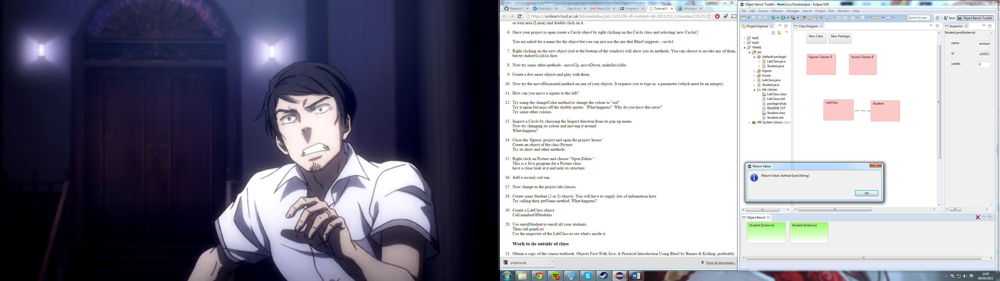 Ashhad
Research E
Outlook.co
Sign In to
Inbox (18)
Programm
Tutorial/Pr
vWorkspac
https://unilearn.hud.ac.uk/bbcswebdav/pid-1155106-dt-content-rid-2011153_1/courses/CFS216
or own area (Linux) and double click on it.
6. Once your project is open create a Circle object by right clicking on the Circle class and selecting 'new Circle()'
You are asked for a name for the object but you can just use the one that BlueJ suggests - circle1
7. Right clicking on the new object (red at the bottom of the window) will show you its methods. You can choose to invoke any of them,
but try makeVisible first.
8. Now try some other methods - moveUp, moveDown, makeInvisible.
9. Create a few more objects and play with them.
10. Now try the moveHorizontal method on one of your objects. It requires you to type in a parameter (which must be an integer).
11. How can you move a square to the left?
12. Try using the changeColor method to change the colour to "red"
Try it again but miss off the double quotes. What happens? Why do you have this error?
Try some other colours.
13. Inspect a Circle by choosing the Inspect function from its pop-up menu.
Now try changing its colour and moving it around.
What happens?
14. Close the 'figures' project and open the project 'house.'
Create an object of the class Picture.
Try its draw and other methods.
15. Right click on Picture and choose "Open Editor."
This is a Java program for a Picture class
have a close look at it and note its structure.
16. Add a second, red sun.
17. Now change to the project lab-classes
18. Create some Student (2 or 3) objects. You will have to supply lots of information here.
Try calling their getName method. What happens?
19. Create a LabClass object.
Call numberOfStudents
20. Use enrollStudent to enroll all your students.
Then call printList
Use the inspector of the LabClass to see what's inside it.
Work to do outside of class
21. Obtain a copy of the course textbook: Objects First With Java: A Practical Introduction Using BlueJ by Barnes & Kolling, preferably
projects.zip
Show all downloads...
Object Bench Toolkit - Week1/src/Student.java - Eclipse SDK
File Edit Source Refactor Navigate Search Project Run Window Help
Quick Access
Java
Object Bench Toolkit
Project Explorer
test1
test2
Week1
src
(default package)
LabClass.java
Student.java
figures
house
LabClass.java
Student.java
lab-classes
LabClass.class
LabClass.ctxt
package.bluej
README.TXT
Student.class
Student.ctxt
JRE System Library [Java
Class Diagram
New Class
New Package
figures Classes: 5
house Classes: 6
LabClass
Student
Inspector
Student.java(Instance)
name
Ashhad
id
u105537
credits
0
Return Value
Return Value: Ashhad Syed (String)
OK
Object Bench
Student (Instance)
Student (Instance)
22:05
09/04/2015